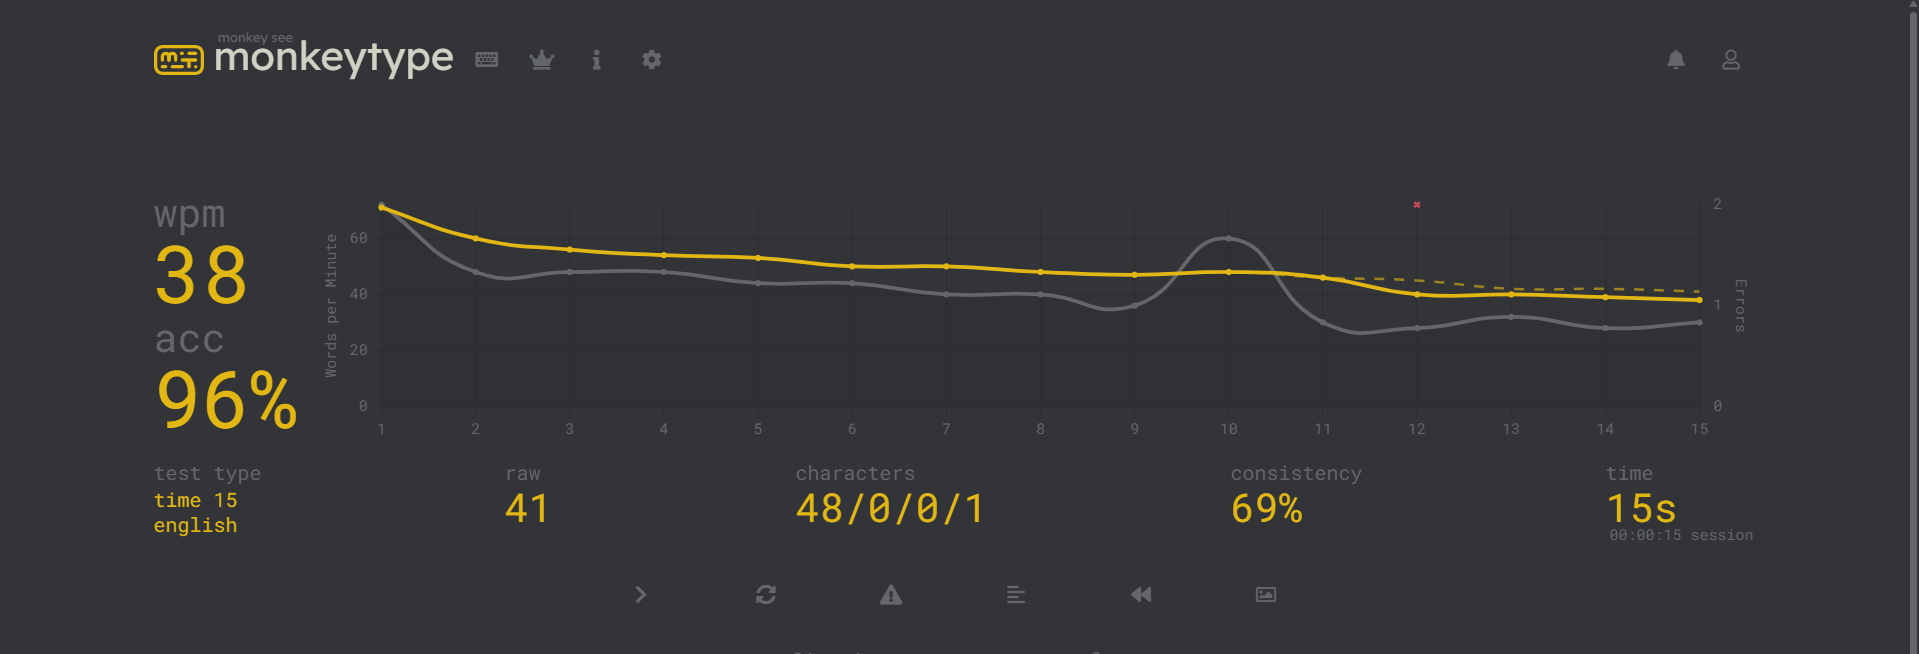 monkey see
monkeytype
wpm
38
acc
96%
Words per Minute
60
40
20
0
1 2 3 4 5 6 7 8 9 10 11 12 13 14 15
2
1
0
Errors
test type
time 15
english
raw
41
characters
48/0/0/1
consistency
69%
time
15s
00:00:15 session